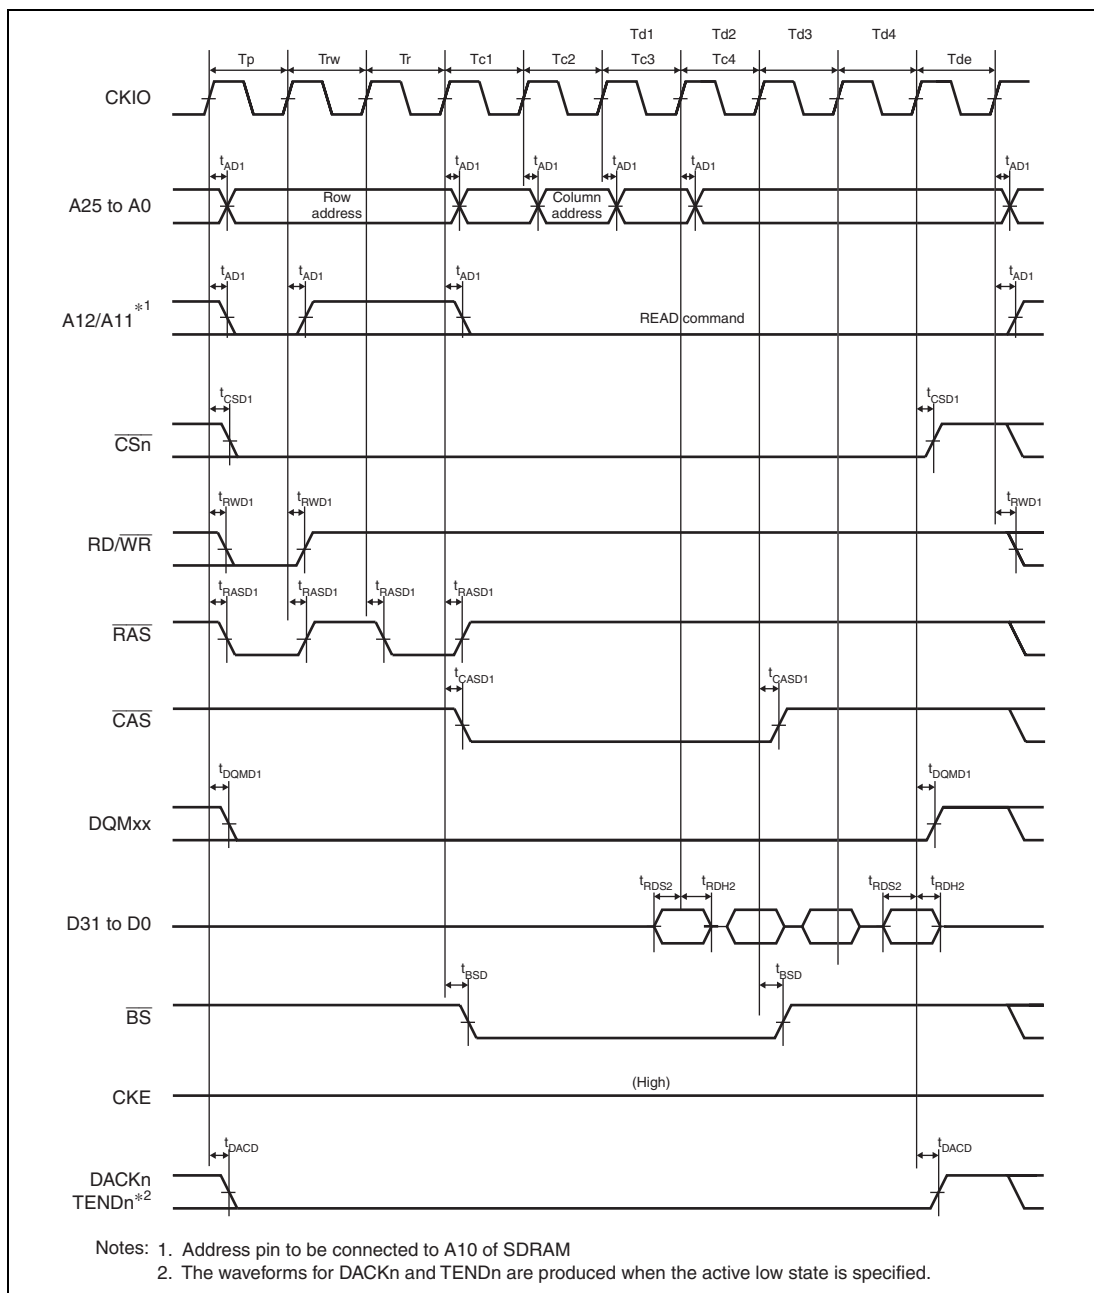 Td1 Td2 Td3 Td4
Tp Trw Tr Tc1 Tc2 Tc3 Tc4 Tde
CKIO
tAD1 tAD1 tAD1 tAD1 tAD1 tAD1
A25 to A0
Row address
Column address
tAD1 tAD1 tAD1 tAD1
A12/A11*1
READ command
tCSD1 tCSD1
CSn
tRWD1 tRWD1 tRWD1
RD/WR
tRASD1 tRASD1 tRASD1 tRASD1
RAS
tCASD1 tCASD1
CAS
tDQMD1 tDQMD1
DQMxx
tRDS2 tRDH2 tRDS2 tRDH2
D31 to D0
tBSD tBSD
BS
(High)
CKE
tDACD tDACD
DACKn
TENDn*2
Notes: 1. Address pin to be connected to A10 of SDRAM
2. The waveforms for DACKn and TENDn are produced when the active low state is specified.